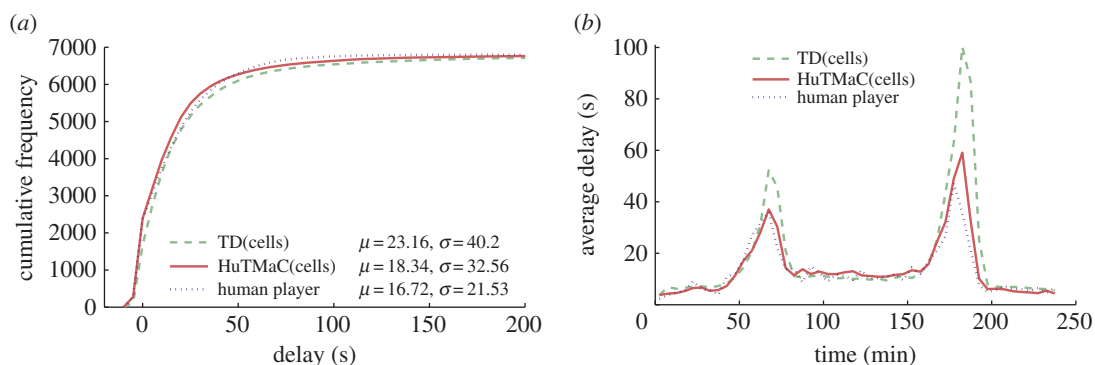 (a)
7000
6000
5000
4000
3000
2000
1000
0
cumulative frequency
TD(cells) μ = 23.16, σ = 40.2
HuTMaC(cells) μ = 18.34, σ = 32.56
human player μ = 16.72, σ = 21.53
0 50 100 150 200
delay (s)
(b)
100
80
60
40
20
average delay (s)
TD(cells)
HuTMaC(cells)
human player
0 50 100 150 200 250
time (min)